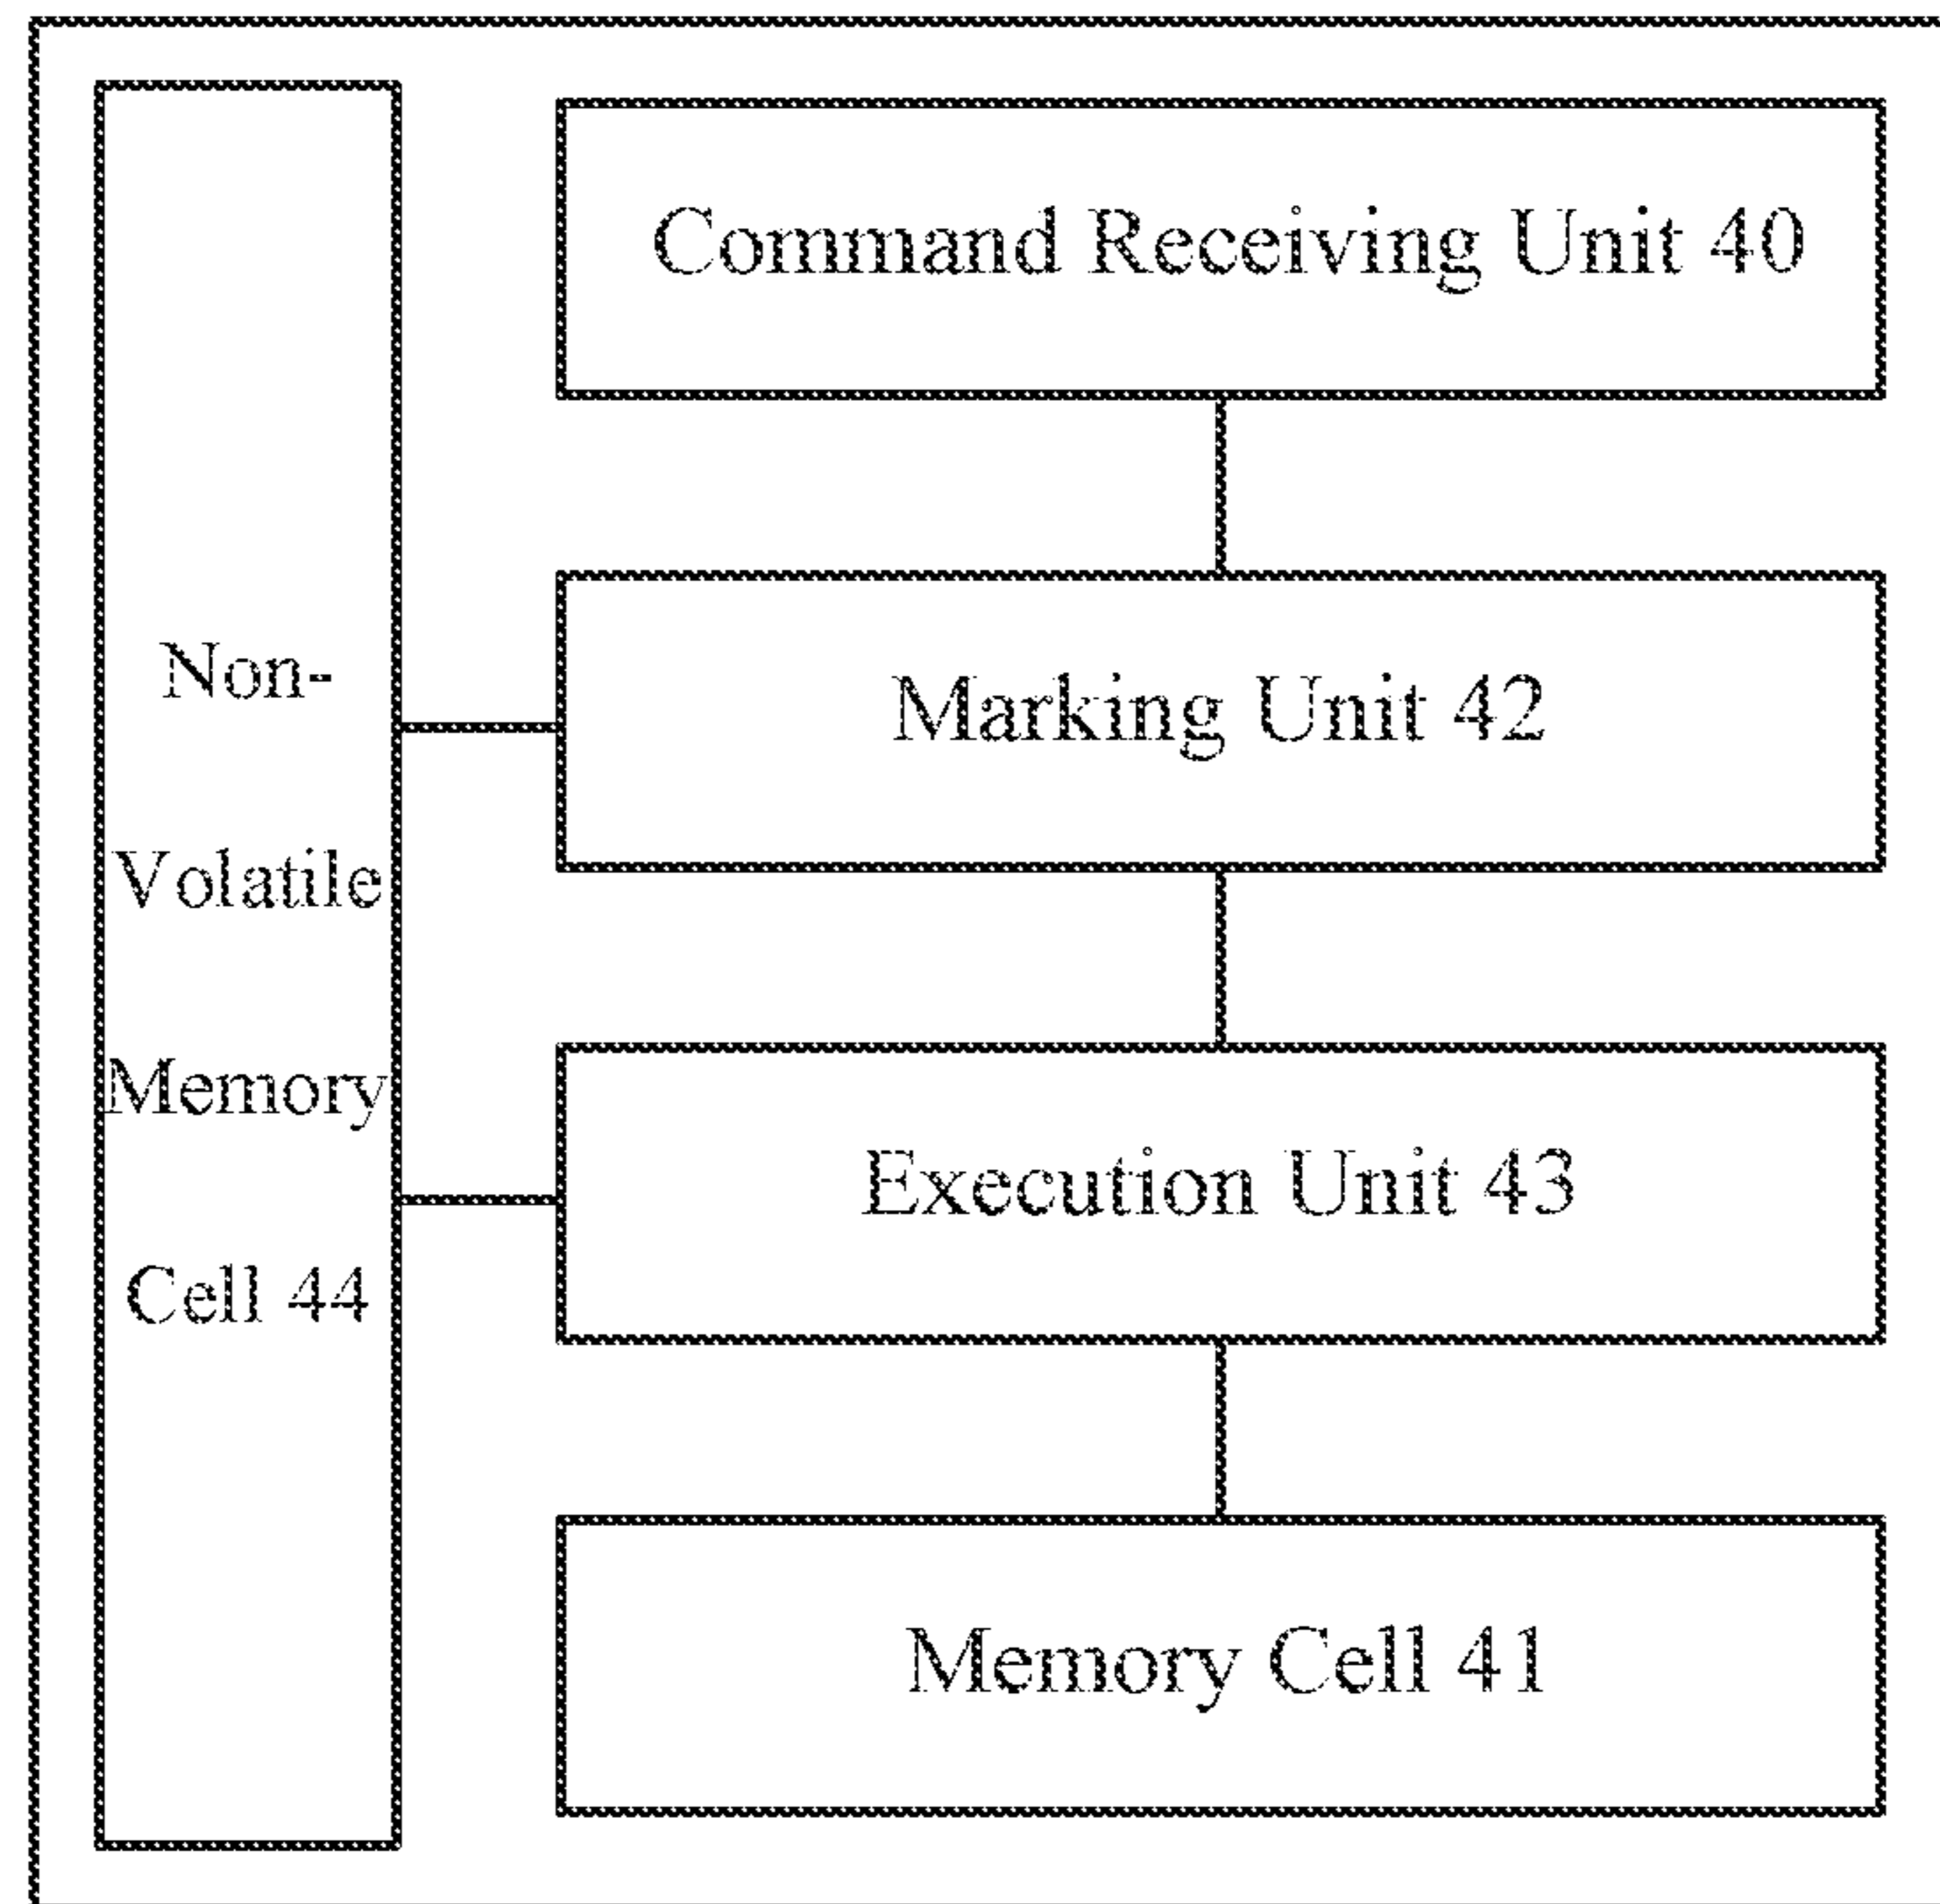 Command Receiving Unit 40
Non-
Volatile
Memory
Cell 44
Marking Unit 42
Execution Unit 43
Memory Cell 41